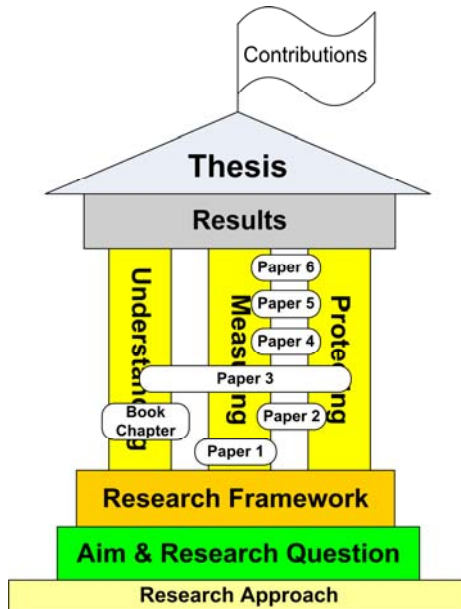 Contributions
Thesis
Results
Understanding
Measuring
Protecting
Paper 6
Paper 5
Paper 4
Paper 3
Book
Chapter
Paper 2
Paper 1
Research Framework
Aim & Research Question
Research Approach